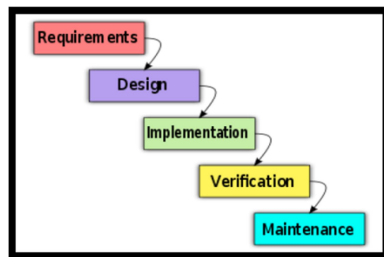 Requirements
Design
Implementation
Verification
Maintenance